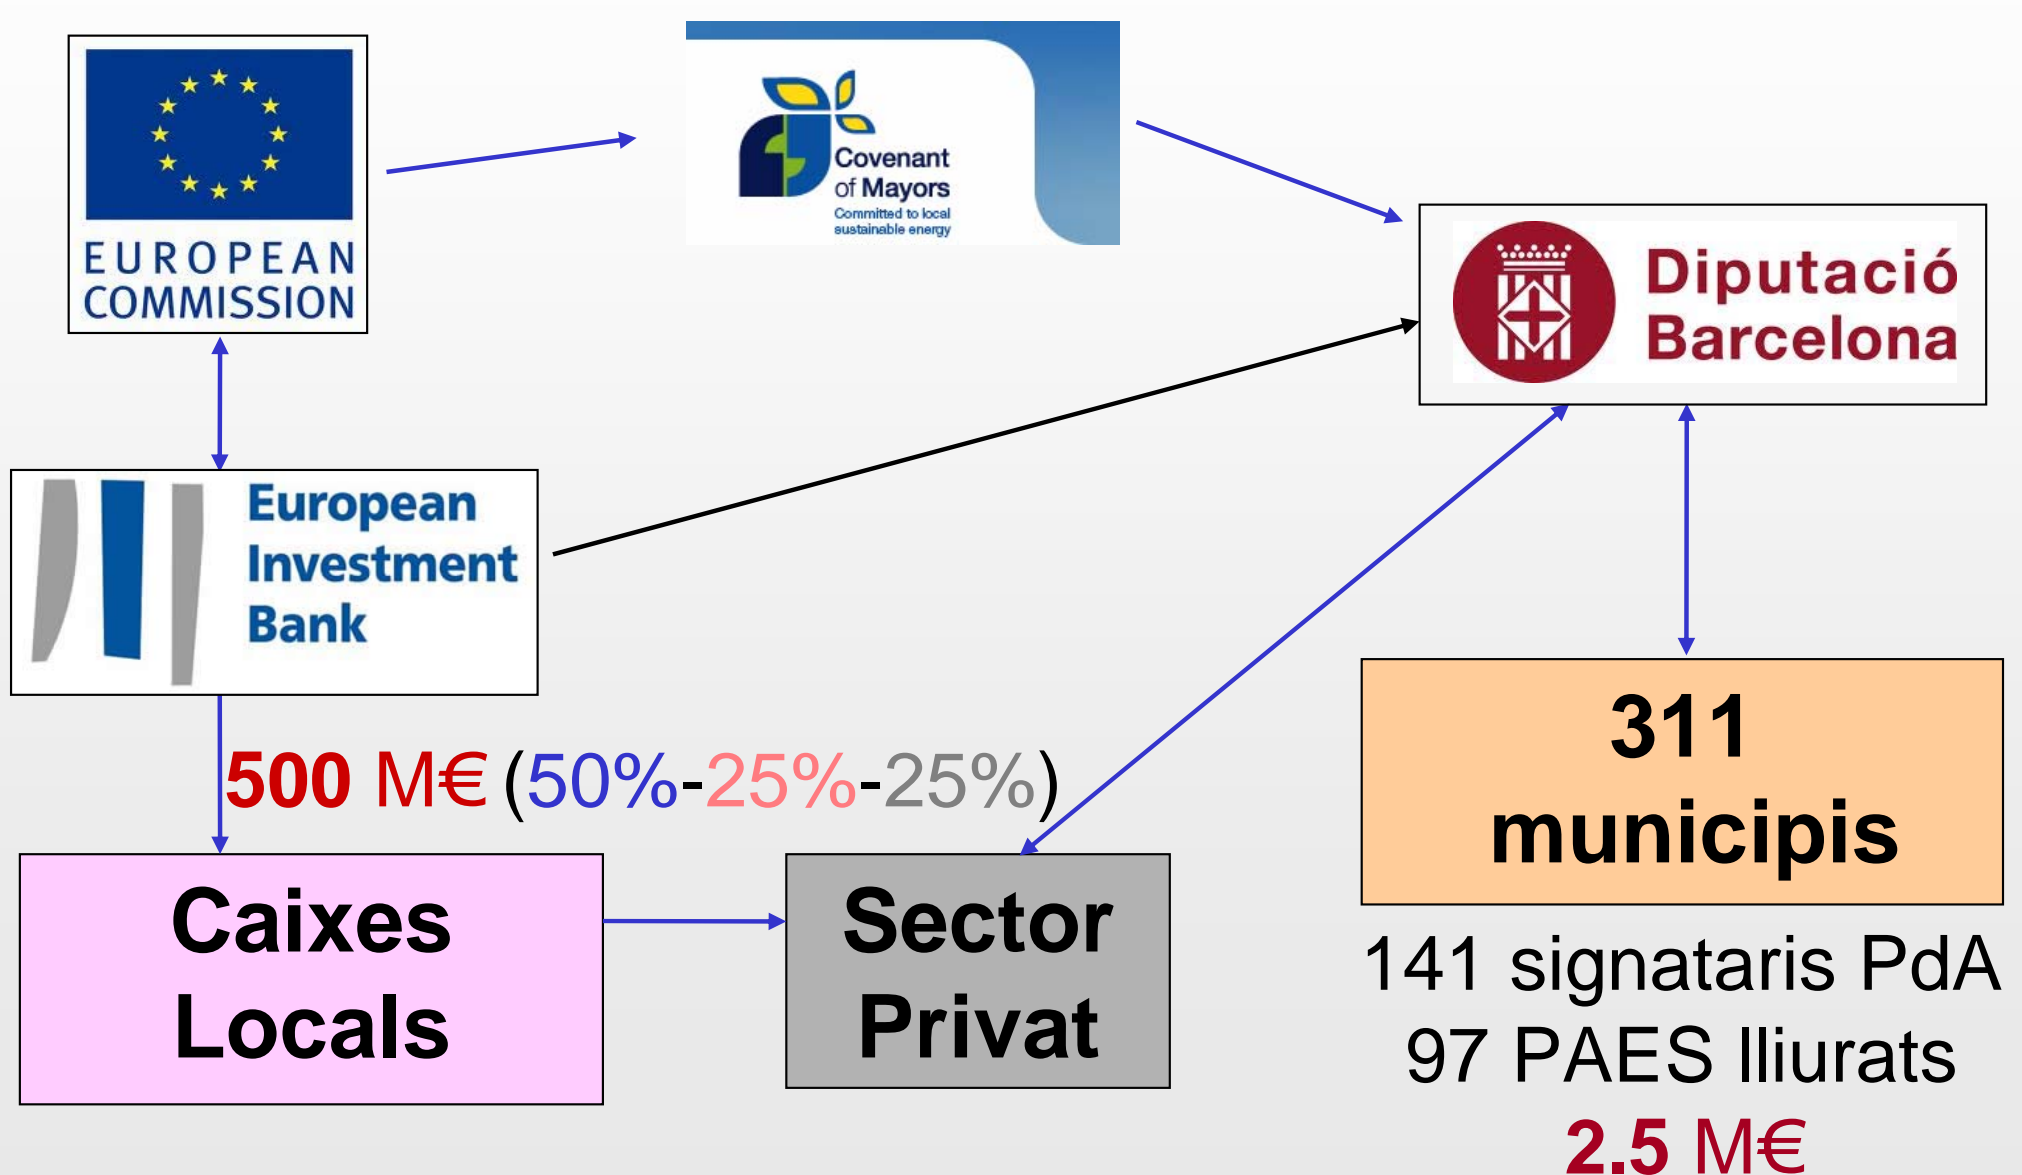 EUROPEAN
COMMISSION
Covenant
of Mayors
Committed to local
sustainable energy
Diputació
Barcelona
European
Investment
Bank
500 M€ (50%-25%-25%)
311
municipis
Caixes
Locals
Sector
Privat
141 signataris PdA
97 PAES lliurats
2.5 M€